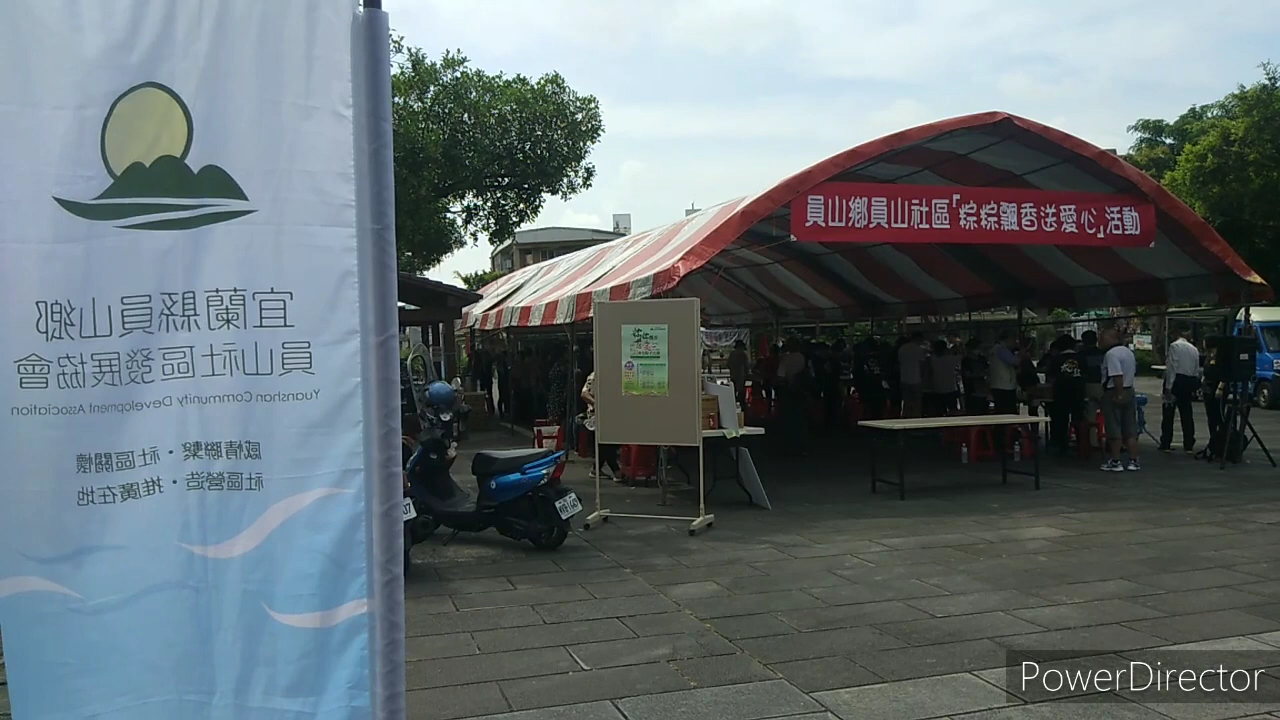 宜蘭縣員山鄉
員山社區發展協會
Yuanshan Community Development Association
感情聯繫・社區關懷
社區營造・推廣在地
員山鄉員山社區「粽粽飄香送愛心」活動
PowerDirector